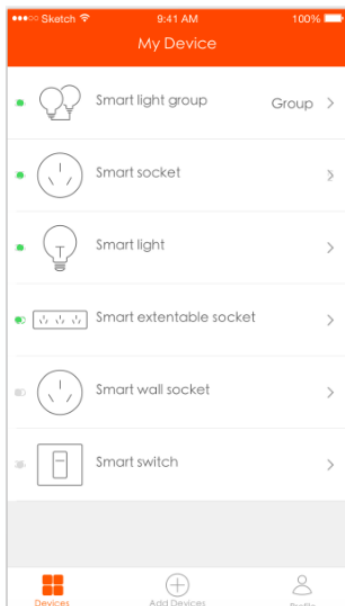 Sketch 9:41 AM 100%
My Device
Smart light group Group
Smart socket
Smart light
Smart extentable socket
Smart wall socket
Smart switch
Devices Add Devices Profile